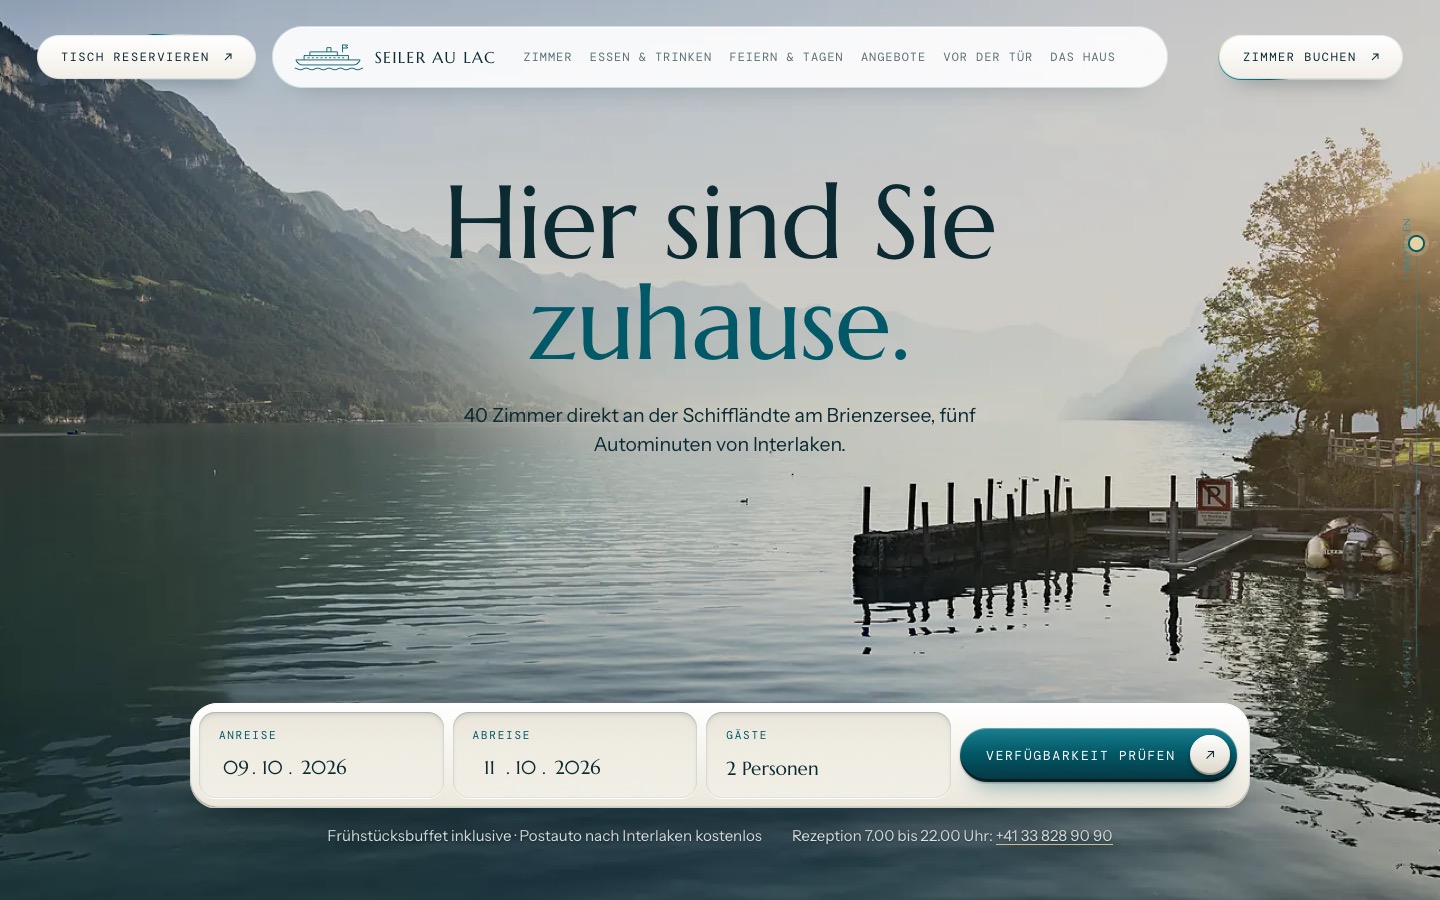 TISCH RESERVIEREN ↗
SEILER AU LAC
ZIMMER ESSEN & TRINKEN FEIERN & TAGEN ANGEBOTE VOR DER TÜR DAS HAUS
ZIMMER BUCHEN ↗
Hier sind Sie
zuhause.
40 Zimmer direkt an der Schiffländte am Brienzersee, fünf
Autominuten von Interlaken.
P
ANREISE
09. 10. 2026
ABREISE
11. 10. 2026
GÄSTE
2 Personen
VERFÜGBARKEIT PRÜFEN ↗
Frühstücksbuffet inklusive · Postauto nach Interlaken kostenlos
Rezeption 7.00 bis 22.00 Uhr: +41 33 828 90 90